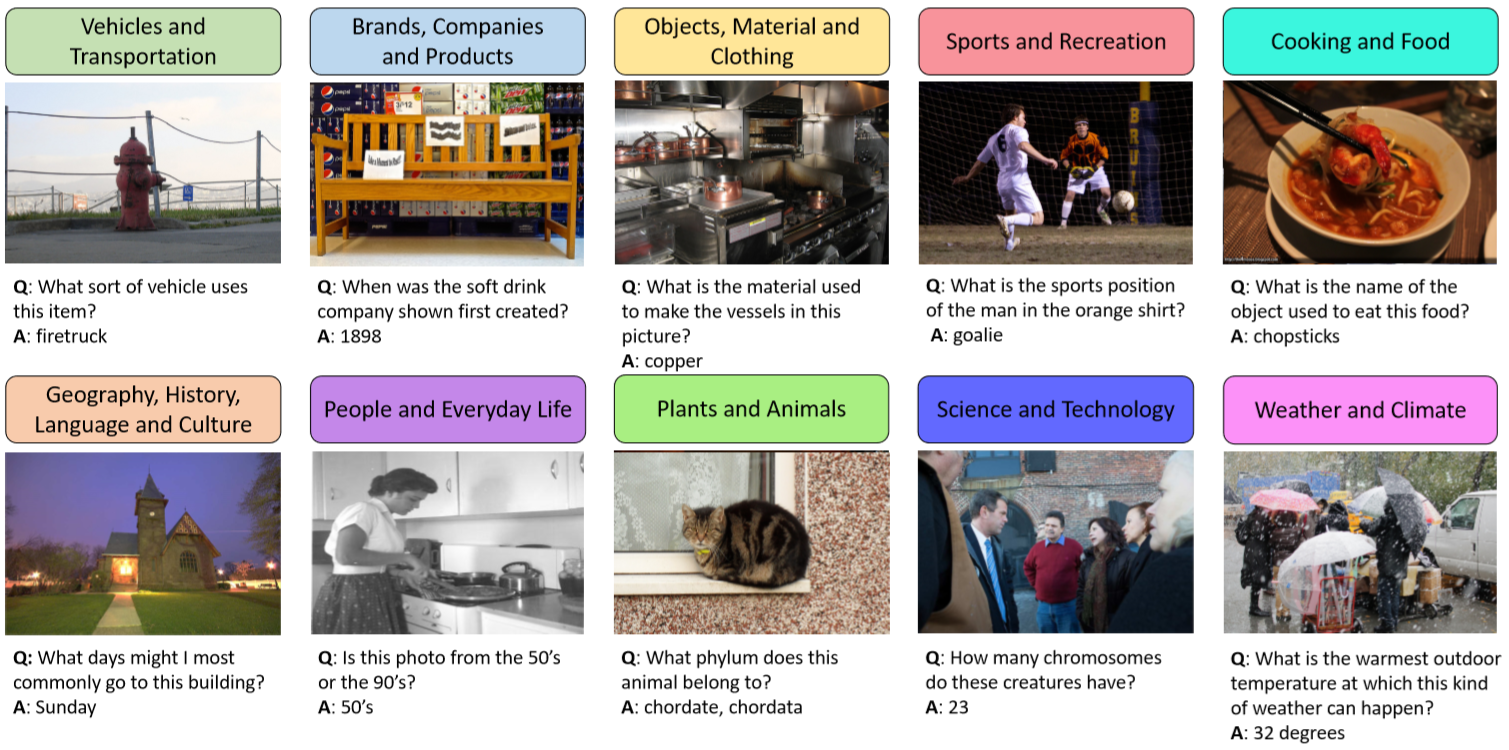 Vehicles and
Transportation
Brands, Companies
and Products
Objects, Material and
Clothing
Sports and Recreation
Cooking and Food
pepsi
BRUIN
Q: What sort of vehicle uses
this item?
A: firetruck
Q: When was the soft drink
company shown first created?
A: 1898
Q: What is the material used
to make the vessels in this
picture?
A: copper
Q: What is the sports position
of the man in the orange shirt?
A: goalie
Q: What is the name of the
object used to eat this food?
A: chopsticks
Geography, History,
Language and Culture
People and Everyday Life
Plants and Animals
Science and Technology
Weather and Climate
Q: What days might I most
commonly go to this building?
A: Sunday
Q: Is this photo from the 50's
or the 90's?
A: 50's
Q: What phylum does this
animal belong to?
A: chordate, chordata
Q: How many chromosomes
do these creatures have?
A: 23
Q: What is the warmest outdoor
temperature at which this kind
of weather can happen?
A: 32 degrees